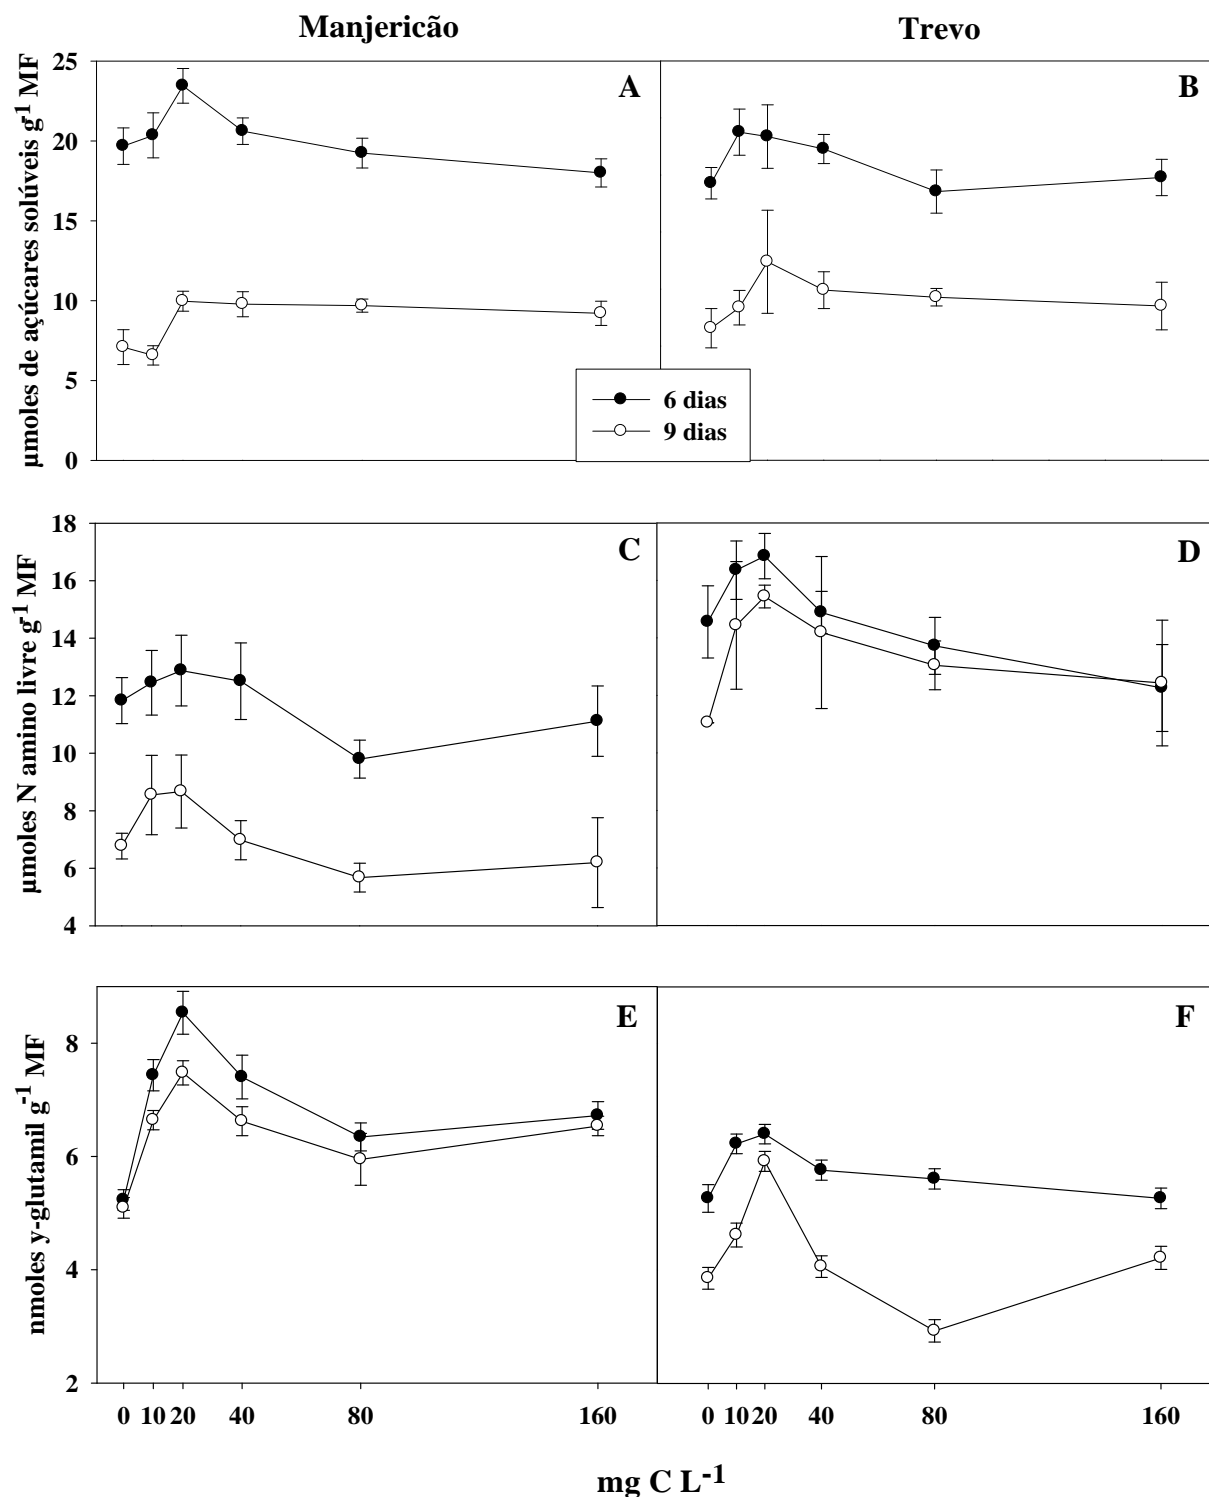 Manjericão
Trevo
µmoles de açúcares solúveis g-1 MF
25
20
15
10
5
0
A
B
6 dias
9 dias
µmoles N amino livre g-1 MF
18
16
14
12
10
8
6
4
C
D
nmoles y-glutamil g-1 MF
8
6
4
2
E
F
0 10 20 40 80 160
0 10 20 40 80 160
mg C L-1